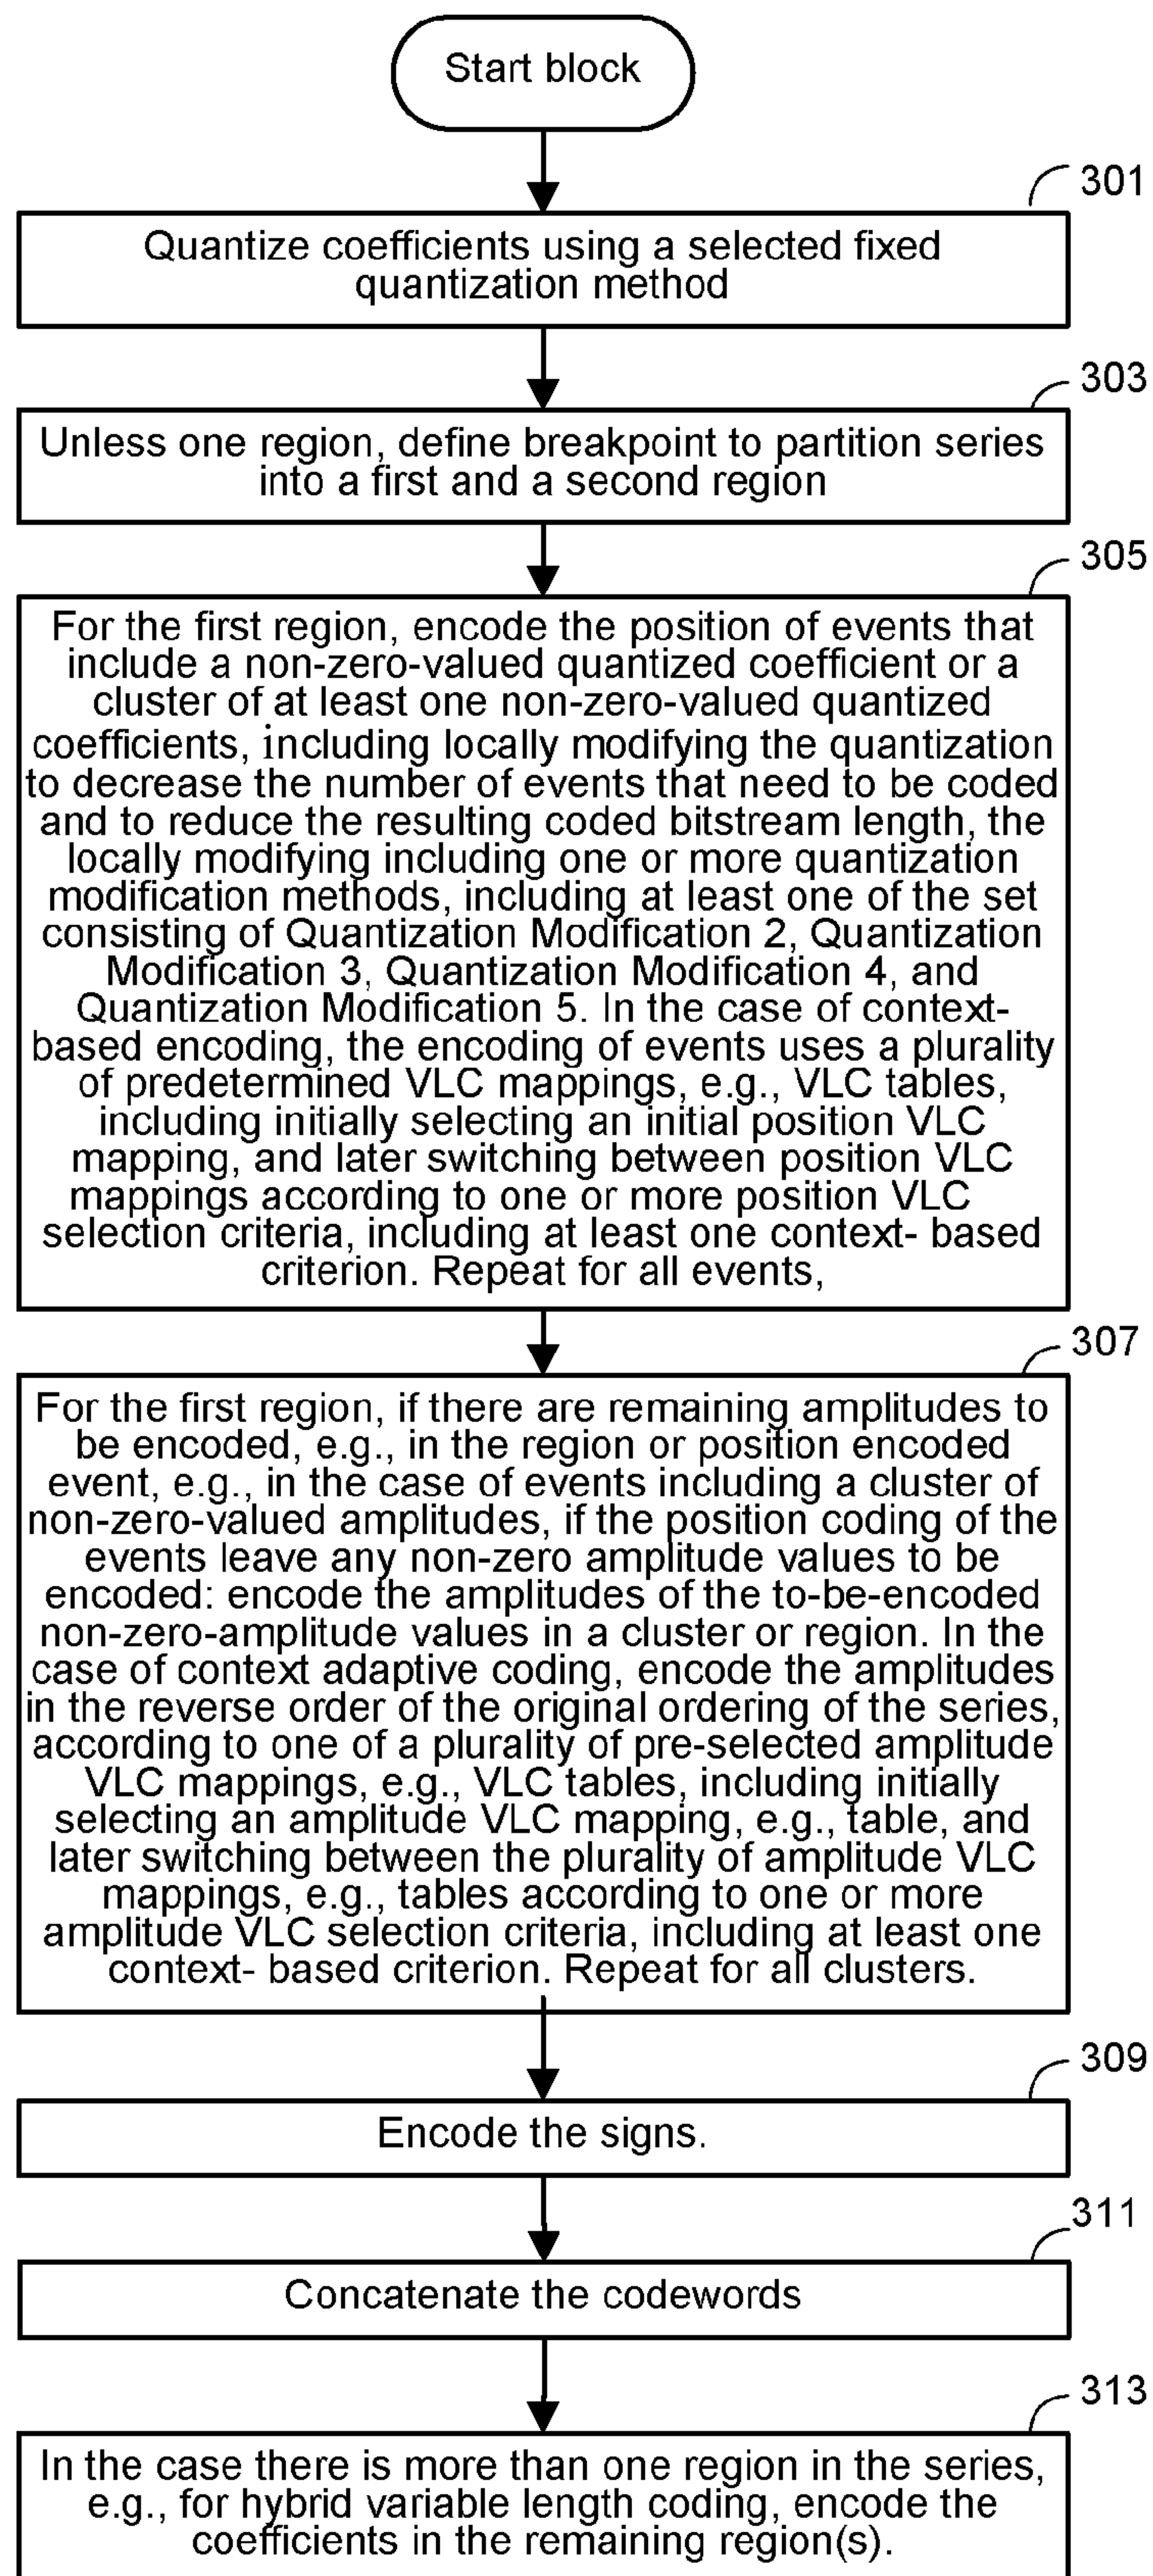 Start block
301
Quantize coefficients using a selected fixed
quantization method
303
Unless one region, define breakpoint to partition series
into a first and a second region
305
For the first region, encode the position of events that
include a non-zero-valued quantized coefficient or a
cluster of at least one non-zero-valued quantized
coefficients, including locally modifying the quantization
to decrease the number of events that need to be coded
and to reduce the resulting coded bitstream length, the
locally modifying including one or more quantization
modification methods, including at least one of the set
consisting of Quantization Modification 2, Quantization
Modification 3, Quantization Modification 4, and
Quantization Modification 5. In the case of context-
based encoding, the encoding of events uses a plurality
of predetermined VLC mappings, e.g., VLC tables,
including initially selecting an initial position VLC
mapping, and later switching between position VLC
mappings according to one or more position VLC
selection criteria, including at least one context- based
criterion. Repeat for all events,
307
For the first region, if there are remaining amplitudes to
be encoded, e.g., in the region or position encoded
event, e.g., in the case of events including a cluster of
non-zero-valued amplitudes, if the position coding of the
events leave any non-zero amplitude values to be
encoded: encode the amplitudes of the to-be-encoded
non-zero-amplitude values in a cluster or region. In the
case of context adaptive coding, encode the amplitudes
in the reverse order of the original ordering of the series,
according to one of a plurality of pre-selected amplitude
VLC mappings, e.g., VLC tables, including initially
selecting an amplitude VLC mapping, e.g., table, and
later switching between the plurality of amplitude VLC
mappings, e.g., tables according to one or more
amplitude VLC selection criteria, including at least one
context- based criterion. Repeat for all clusters.
309
Encode the signs.
311
Concatenate the codewords
313
In the case there is more than one region in the series,
e.g., for hybrid variable length coding, encode the
coefficients in the remaining region(s).